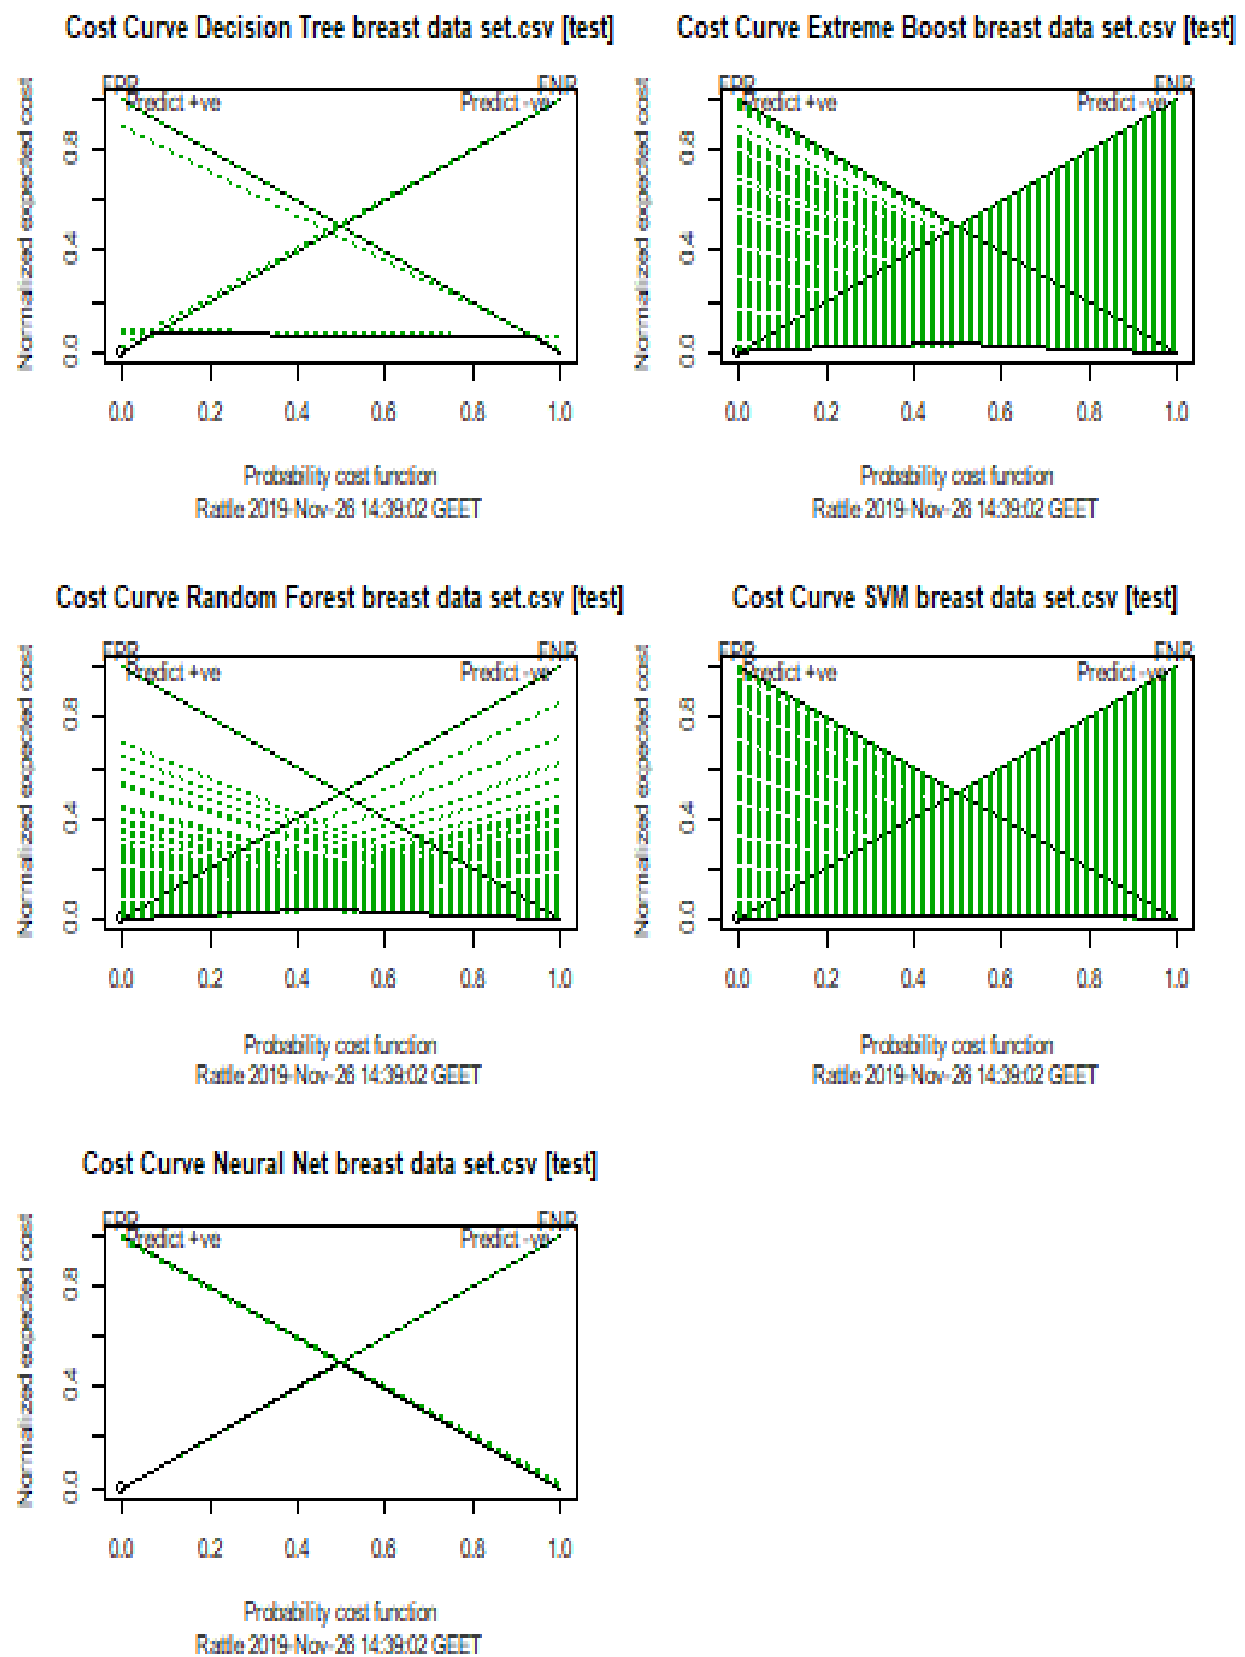 Cost Curve Decision Tree breast data set.csv [test]
FPR
FNR
Predict +ve
Predict -ve
Normalized expected cost
0.8
0.4
0.0
0.0 0.2 0.4 0.6 0.8 1.0
Probability cost function
Rattle 2019-Nov-26 14:39:02 GEET
Cost Curve Extreme Boost breast data set.csv [test]
FPR
FNR
Predict +ve
Predict -ve
Normalized expected cost
0.8
0.4
0.0
0.0 0.2 0.4 0.6 0.8 1.0
Probability cost function
Rattle 2019-Nov-26 14:39:02 GEET
Cost Curve Random Forest breast data set.csv [test]
FPR
FNR
Predict +ve
Predict -ve
Normalized expected cost
0.8
0.4
0.0
0.0 0.2 0.4 0.6 0.8 1.0
Probability cost function
Rattle 2019-Nov-26 14:39:02 GEET
Cost Curve SVM breast data set.csv [test]
FPR
FNR
Predict +ve
Predict -ve
Normalized expected cost
0.8
0.4
0.0
0.0 0.2 0.4 0.6 0.8 1.0
Probability cost function
Rattle 2019-Nov-26 14:39:02 GEET
Cost Curve Neural Net breast data set.csv [test]
FPR
FNR
Predict +ve
Predict -ve
Normalized expected cost
0.8
0.4
0.0
0.0 0.2 0.4 0.6 0.8 1.0
Probability cost function
Rattle 2019-Nov-26 14:39:02 GEET